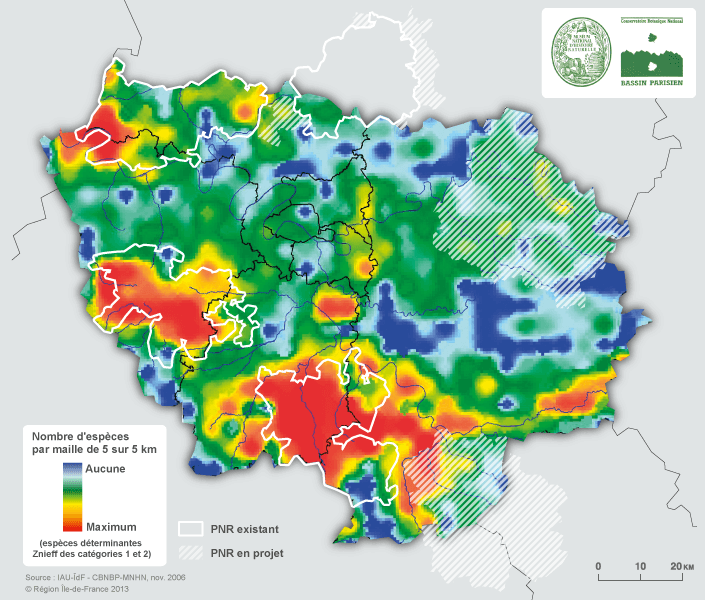 MUSEUM
NATIONAL
D'HISTOIRE
NATURELLE
Conservatoire Botanique National
BASSIN PARISIEN
Nombre d'espèces
par maille de 5 sur 5 km
Aucune
Maximum
(espèces déterminantes
Znieff des catégories 1 et 2)
PNR existant
PNR en projet
Source : IAU-ÎdF - CBNBP-MNHN, nov. 2006
© Région Île-de-France 2013
0 10 20 KM